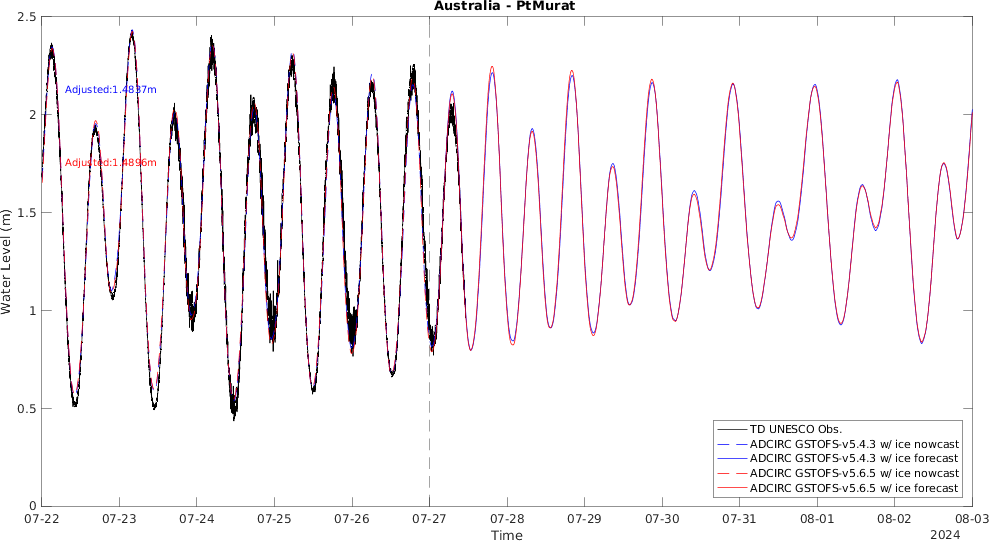 Australia - PtMurat
2.5
2
1.5
1
0.5
0
Water Level (m)
Adjusted:1.4837m
Adjusted:1.4896m
TD UNESCO Obs.
ADCIRC GSTOFS-v5.4.3 w/ ice nowcast
ADCIRC GSTOFS-v5.4.3 w/ ice forecast
ADCIRC GSTOFS-v5.6.5 w/ ice nowcast
ADCIRC GSTOFS-v5.6.5 w/ ice forecast
07-22 07-23 07-24 07-25 07-26 07-27 07-28 07-29 07-30 07-31 08-01 08-02 08-03
Time
2024